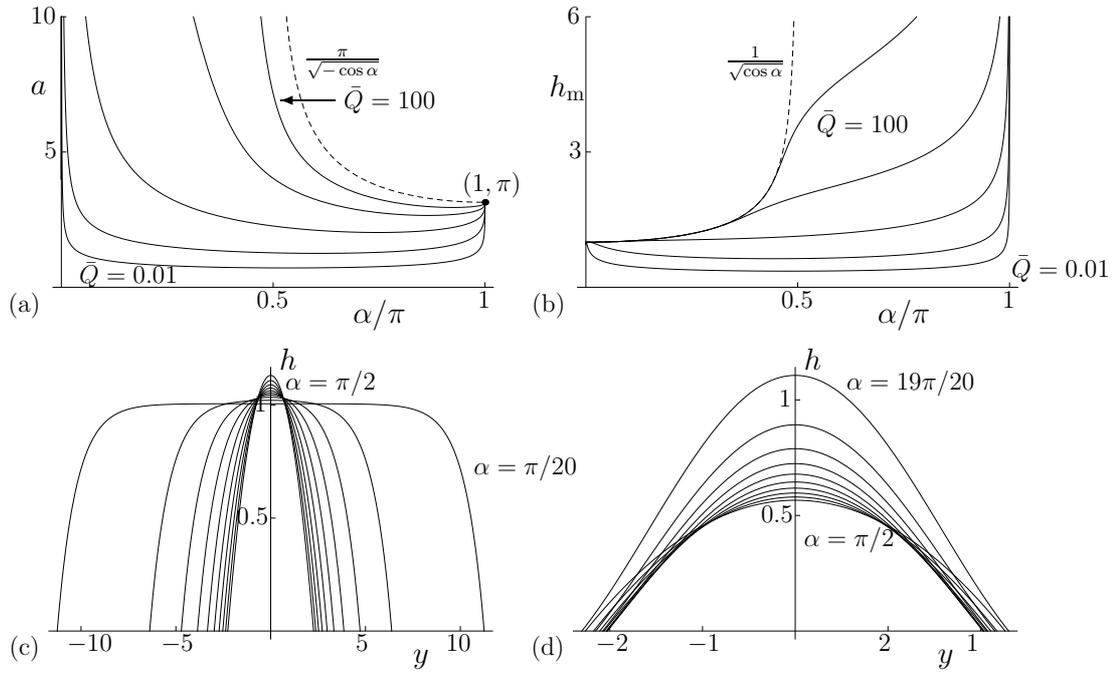 10
a
5
π/√(− cos α)
Q̄ = 100
(1, π)
Q̄ = 0.01
0.5
1
α/π
(a)
6
hm
3
1/√(cos α)
Q̄ = 100
Q̄ = 0.01
0.5
1
α/π
(b)
h
α = π/2
1
α = π/20
0.5
−10
−5
5
10
y
(c)
h
α = 19π/20
1
0.5
α = π/2
−2
−1
2
1
y
(d)